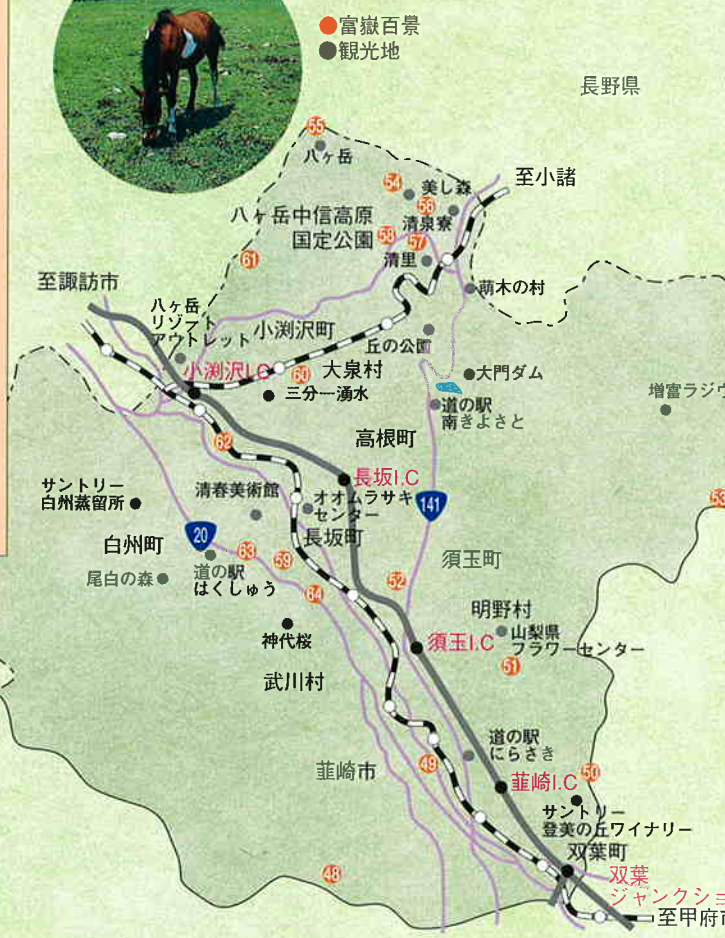 富嶽百景
観光地
長野県
55
八ヶ岳
54
美し森
至小諸
56
八ヶ岳中信高原
国定公園
清泉寮
58
57
清里
61
至諏訪市
萌木の村
八ヶ岳
リゾート
アウトレット
小渕沢町
丘の公園
小渕沢I.C
60
大泉村
大門ダム
三分一湧水
道の駅
南きよさと
増富ラジウ
高根町
62
長坂I.C
サントリー
白州蒸留所
清春美術館
オオムラサキ
センター
141
53
20
長坂町
白州町
63
59
須玉町
尾白の森
道の駅
はくしゅう
64
52
明野村
神代桜
須玉I.C
山梨県
フラワーセンター
51
武川村
道の駅
にらさき
49
韮崎市
韮崎I.C
50
サントリー
登美の丘ワイナリー
双葉町
48
双葉
ジャンクショ
至甲府市